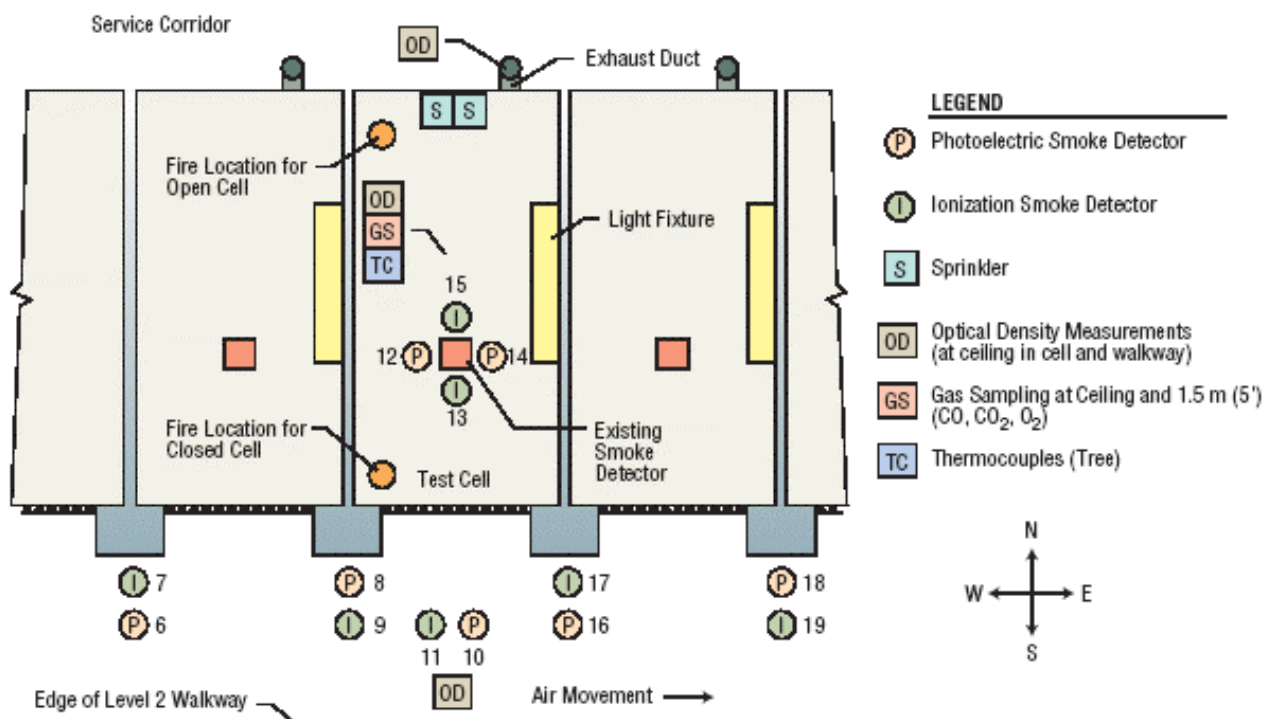 Service Corridor
OD
Exhaust Duct
S S
Fire Location for
Open Cell
OD
GS
TC
Light Fixture
15
I
12 P
P 14
I
13
Fire Location for
Closed Cell
Existing
Smoke
Detector
Test Cell
I 7
P 8
I 17
P 18
P 6
I 9
I
P
P 16
I 19
11 10
OD
Air Movement
Edge of Level 2 Walkway
LEGEND
P Photoelectric Smoke Detector
I Ionization Smoke Detector
S Sprinkler
OD Optical Density Measurements
(at ceiling in cell and walkway)
GS Gas Sampling at Ceiling and 1.5 m (5')
(CO, CO2, O2)
TC Thermocouples (Tree)
N
W E
S